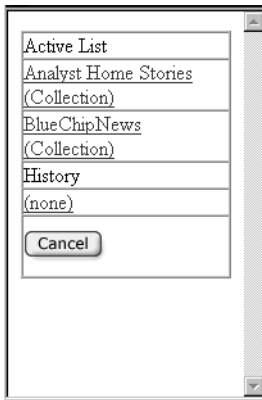 Active List
Analyst Home Stories
(Collection)
BlueChipNews
(Collection)
History
(none)
Cancel